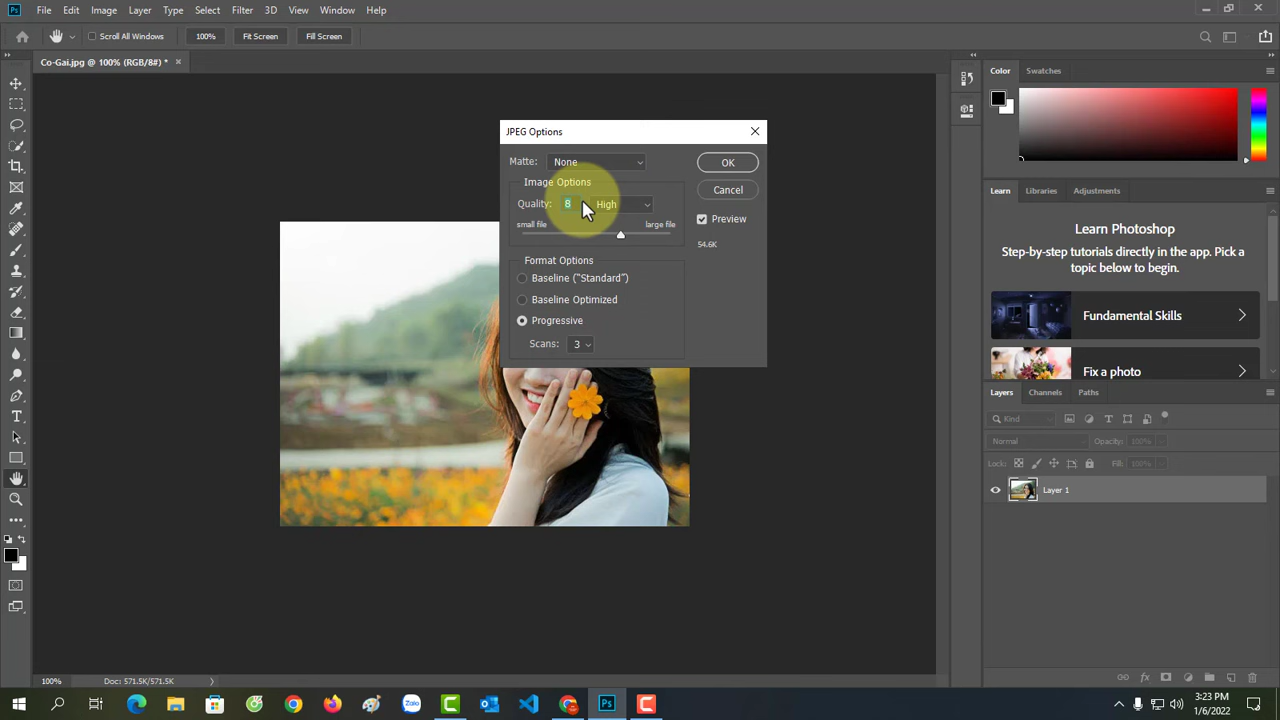 Ps File Edit Image Layer Type Select Filter 3D View Window Help
Scroll All Windows 100% Fit Screen Fill Screen
Co-Gai.jpg @ 100% (RGB/8#) * ×
JPEG Options
Matte: None
OK
Image Options
Cancel
Quality: 8 High
Preview
small file large file
54.6K
Format Options
Baseline ("Standard")
Baseline Optimized
Progressive
Scans: 3
Color Swatches
Learn Libraries Adjustments
Learn Photoshop
Step-by-step tutorials directly in the app. Pick a
topic below to begin.
Fundamental Skills
Fix a photo
Layers Channels Paths
Kind
Normal Opacity: 100%
Lock: Fill: 100%
Layer 1
fx
100% Doc: 571.5K/571.5K
Zalo
Ps
3:23 PM
1/6/2022